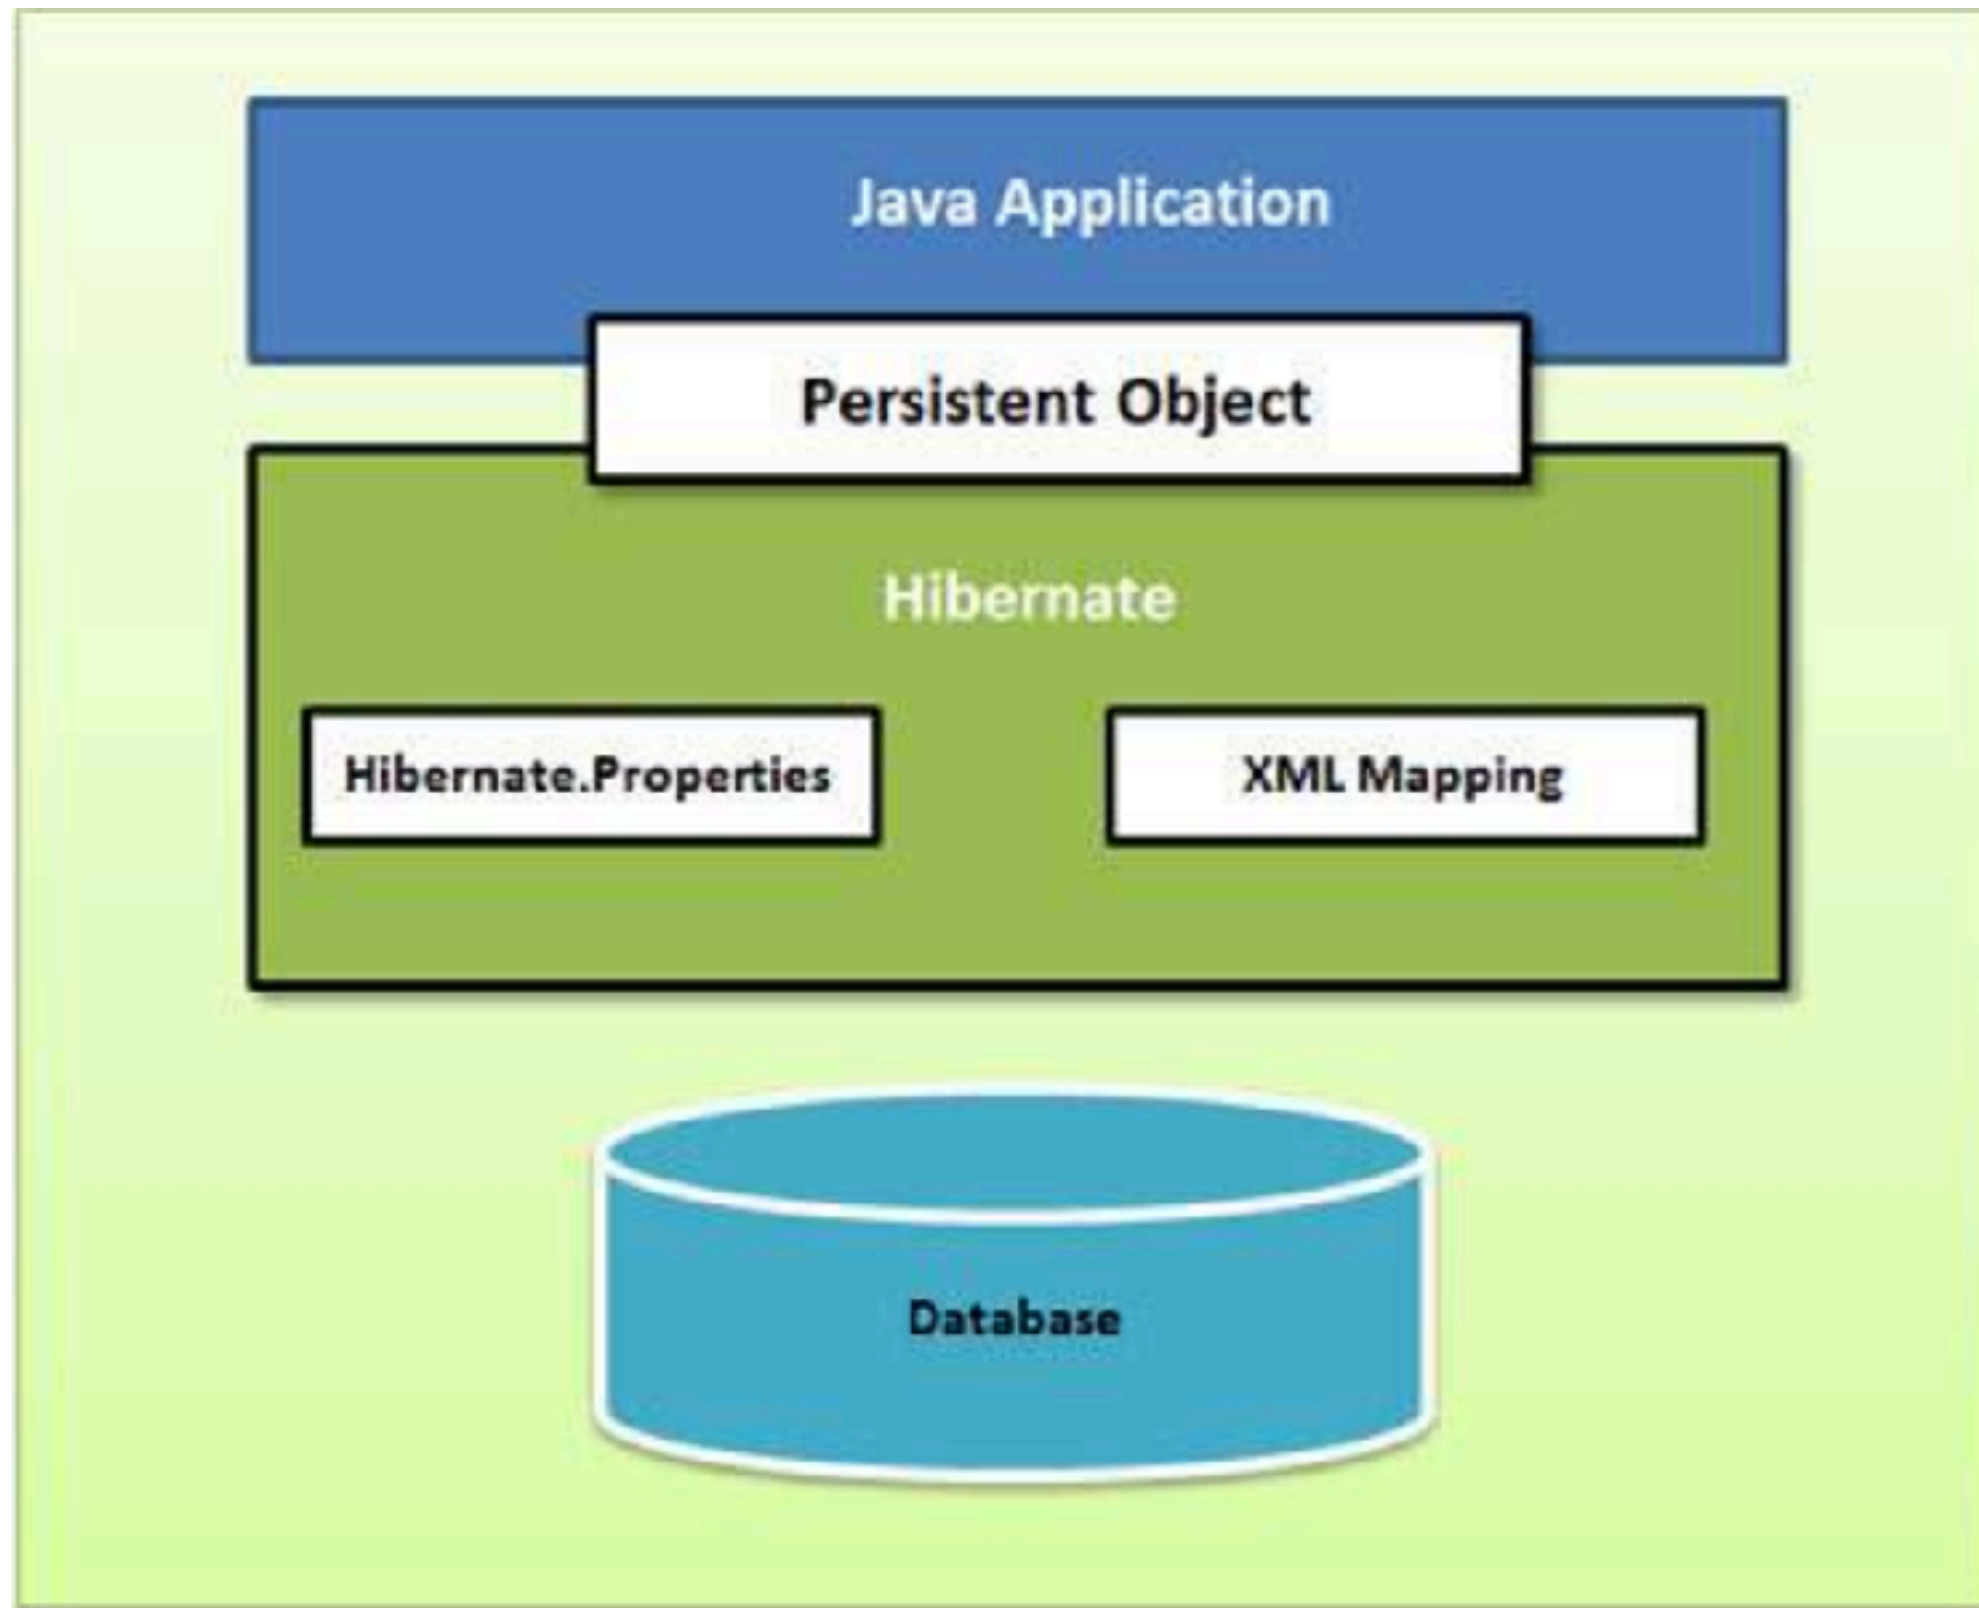 Java Application
Persistent Object
Hibernate
Hibernate.Properties
XML Mapping
Database